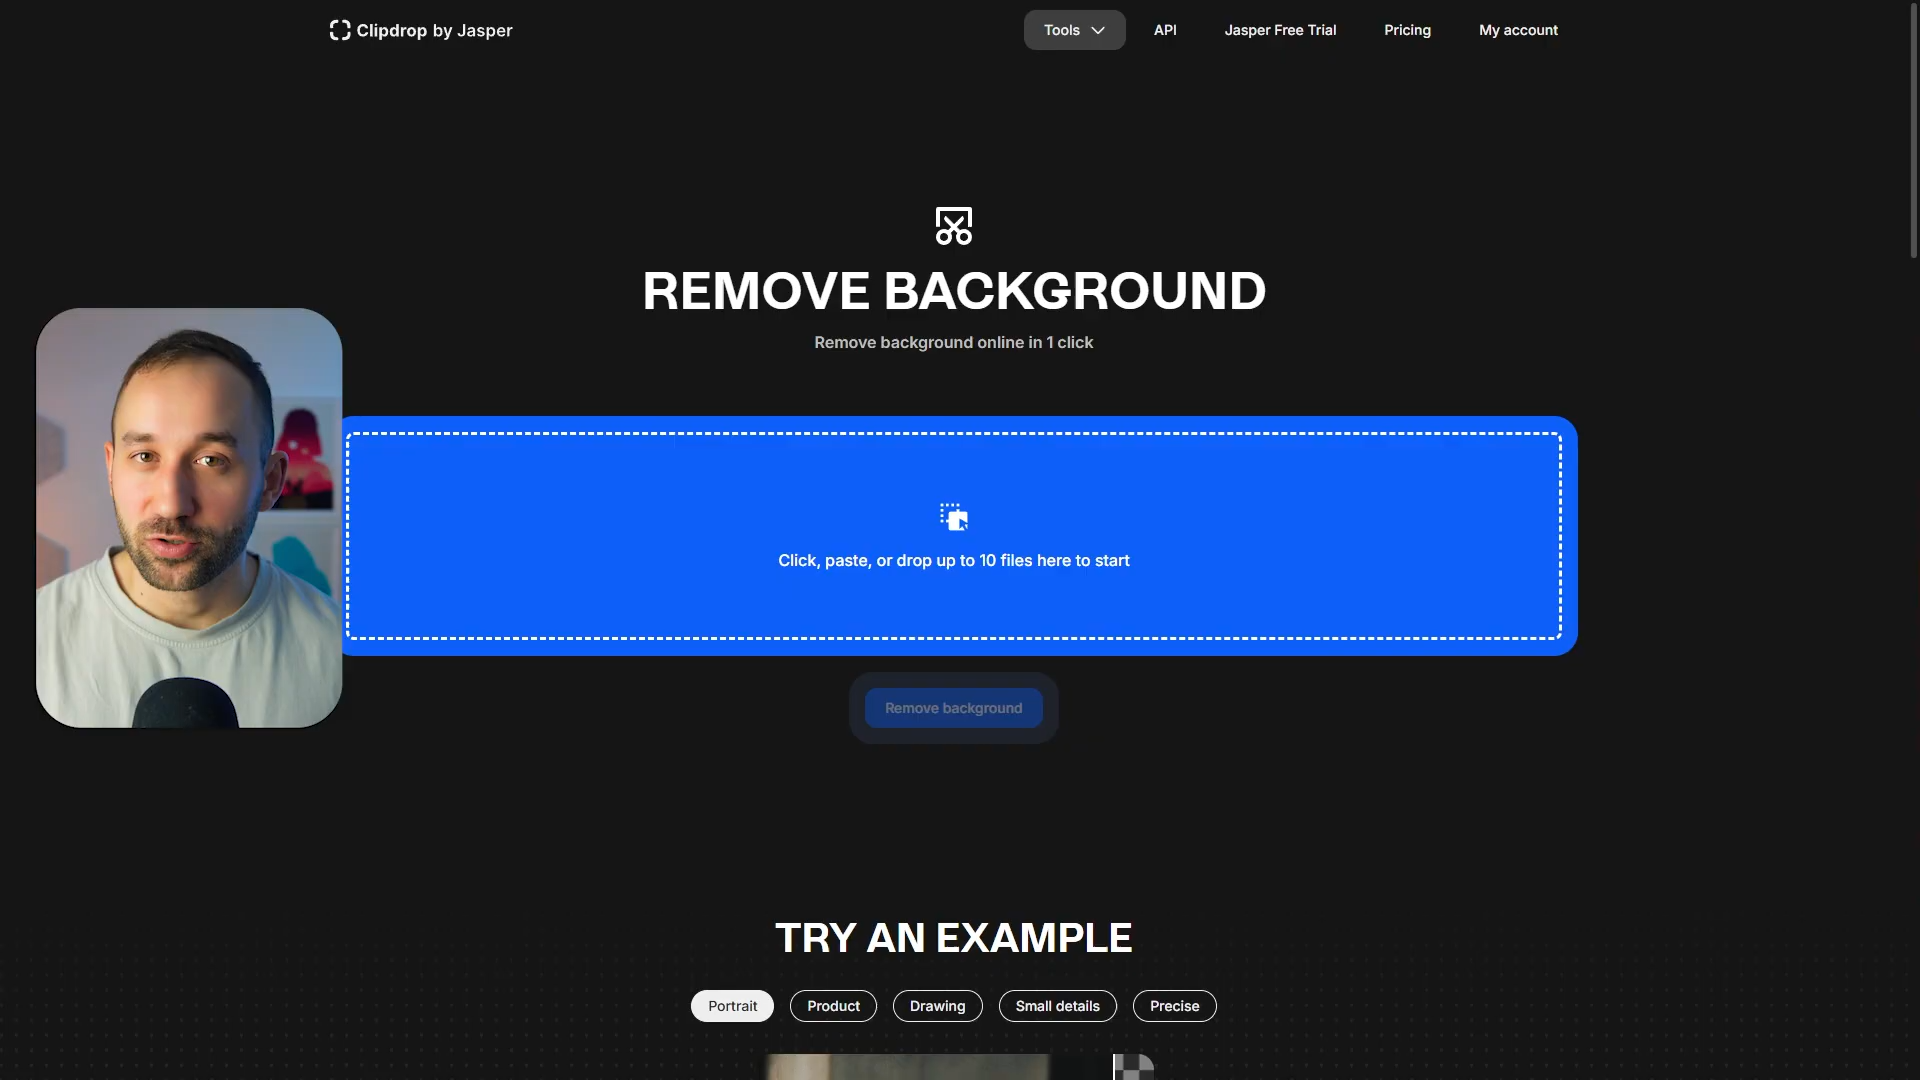 Clipdrop by Jasper
Tools
API
Jasper Free Trial
Pricing
My account
REMOVE BACKGROUND
Remove background online in 1 click
Click, paste, or drop up to 10 files here to start
Remove background
TRY AN EXAMPLE
Portrait
Product
Drawing
Small details
Precise